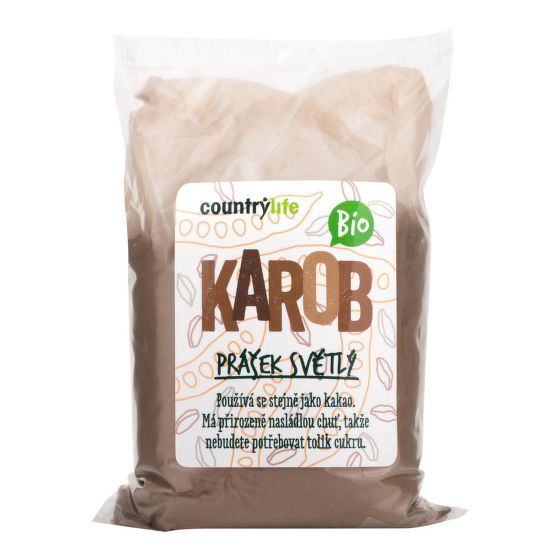 countrylife
Bio
KAROB
PRÁŠEK SVĚTLÝ
Používá se stejně jako kakao.
Má přirozeně nasládlou chuť, takže
nebudete potřebovat tolik cukru.